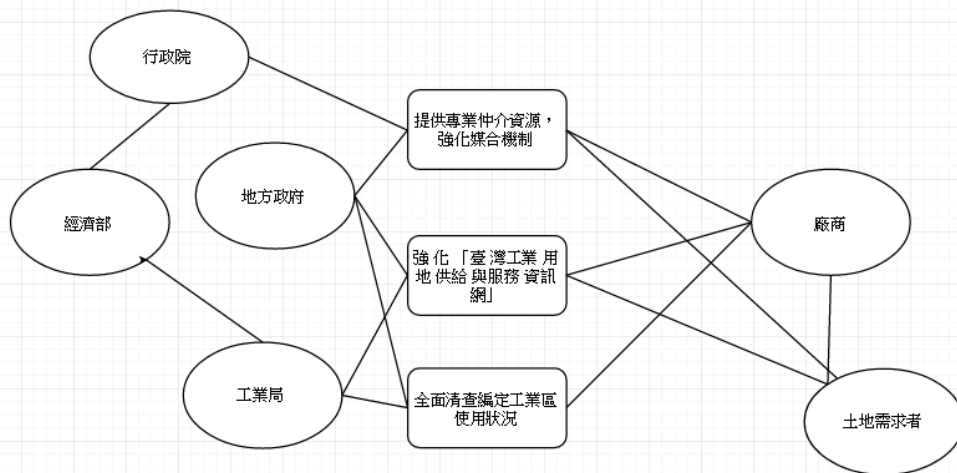 行政院
提供專業仲介資源，
強化媒合機制
地方政府
經濟部
廠商
強化「臺灣工業用
地供給與服務資訊
網」
工業局
全面清查編定工業區
使用狀況
土地需求者